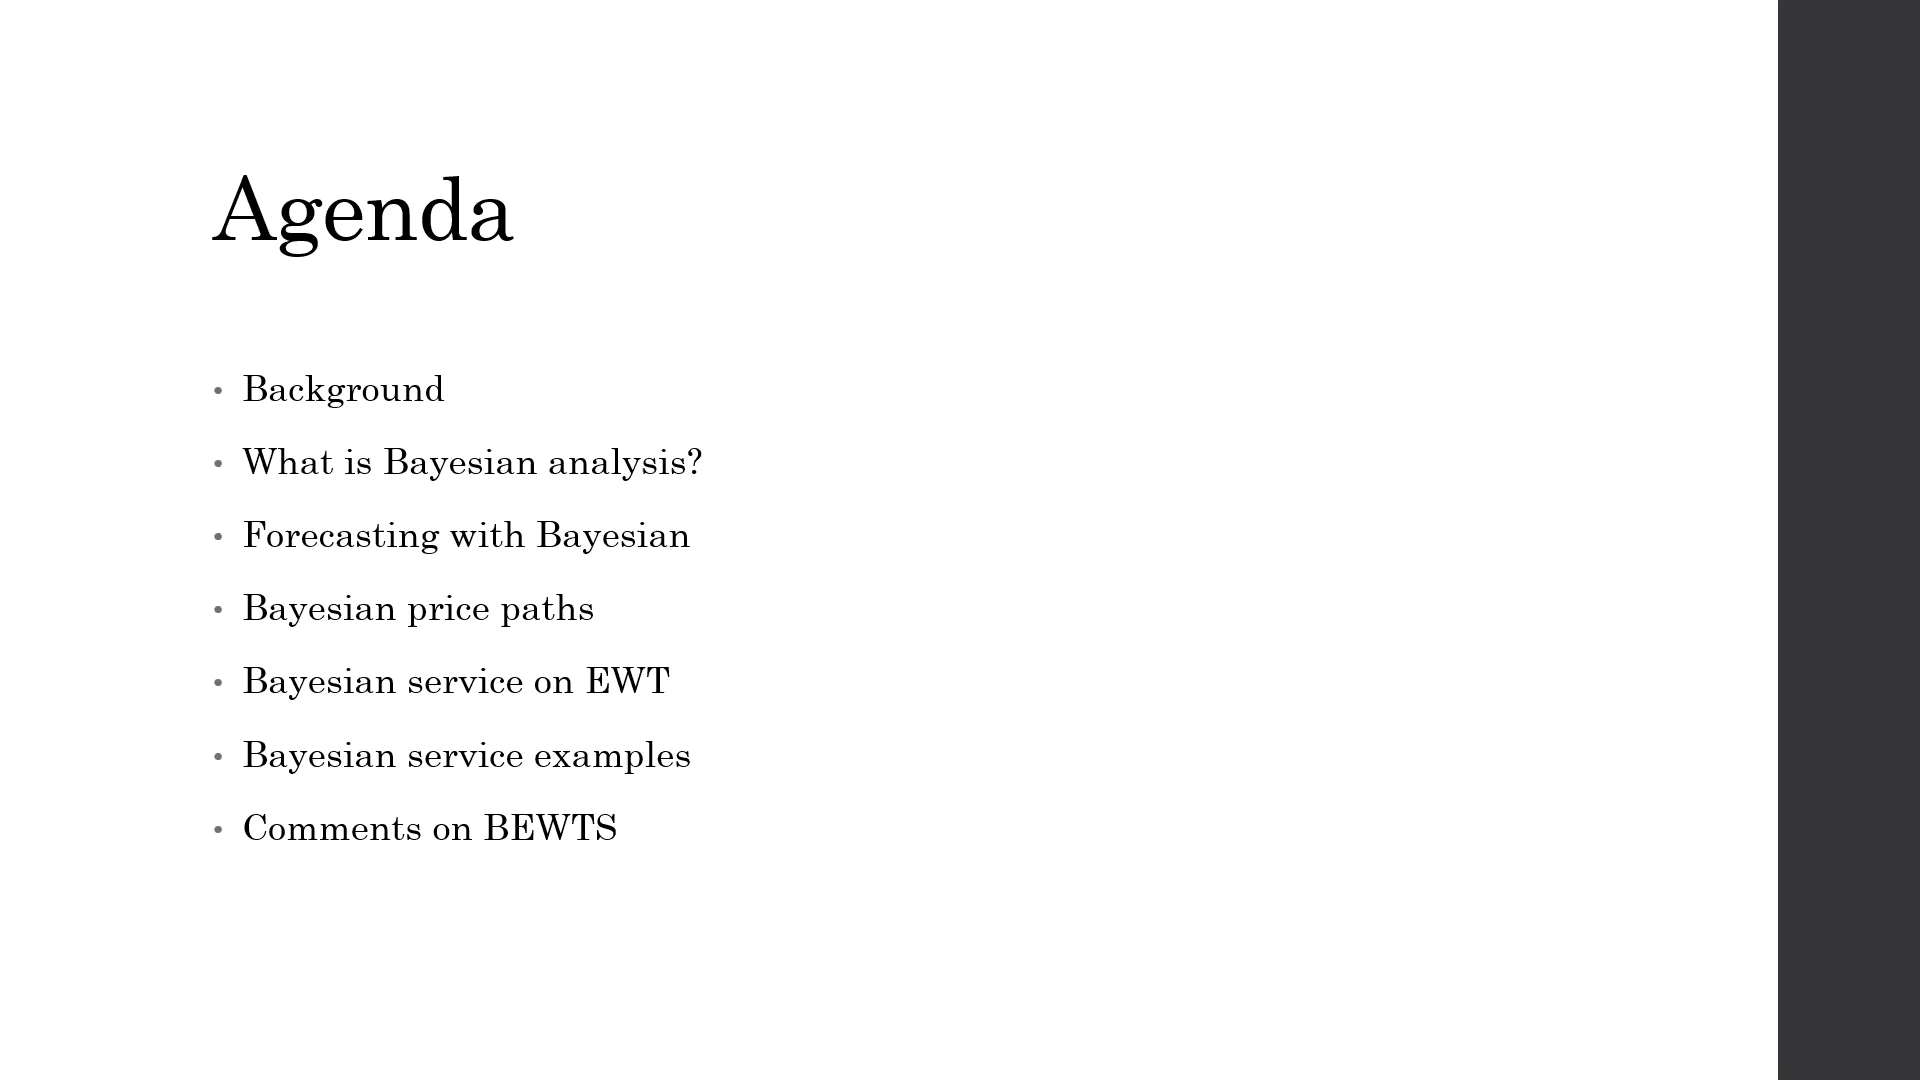 Agenda
• Background
• What is Bayesian analysis?
• Forecasting with Bayesian
• Bayesian price paths
• Bayesian service on EWT
• Bayesian service examples
• Comments on BEWTS